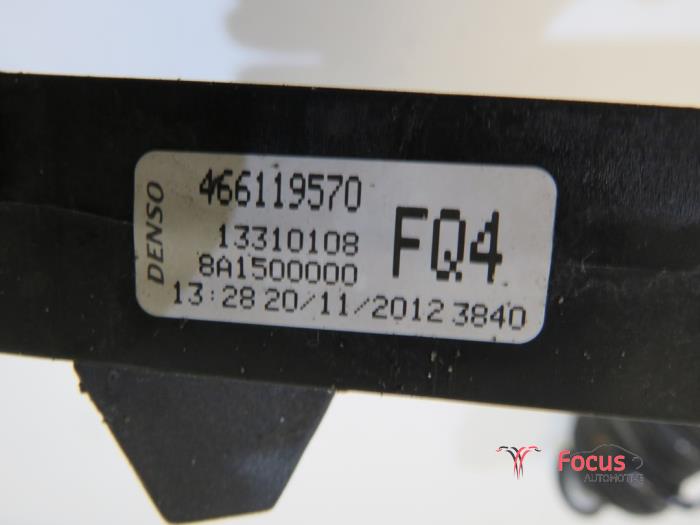 DENSO
466119570
13310108
8A1500000
FQ4
13:28 20/11/2012 3840
Focus
AUTOMOTIVE